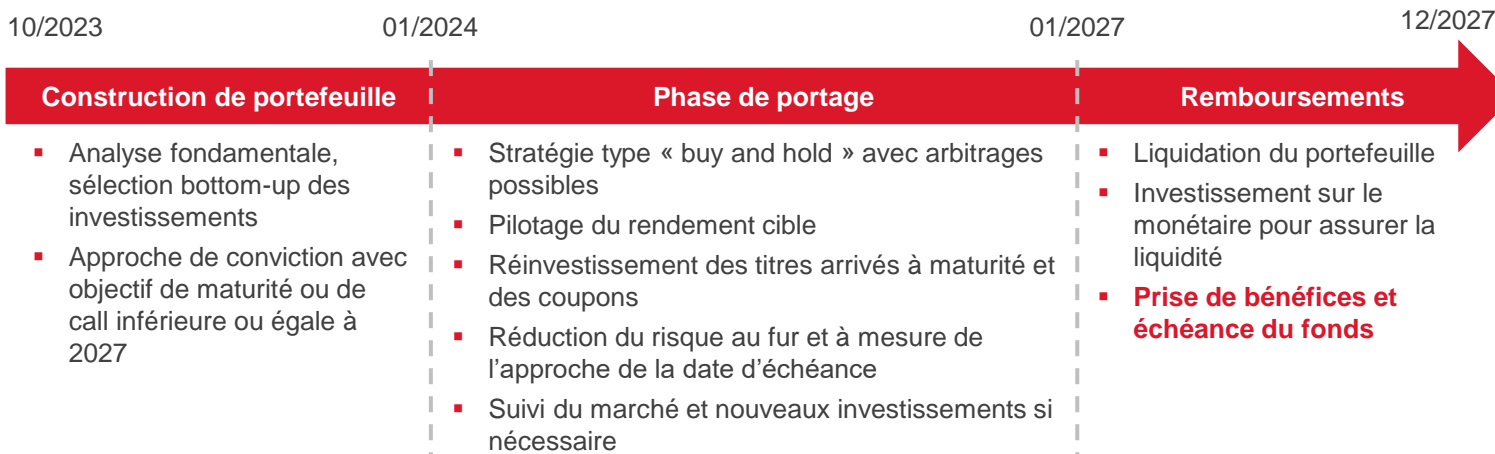 10/2023
01/2024
01/2027
12/2027
Construction de portefeuille
Phase de portage
Remboursements
▪ Analyse fondamentale,
sélection bottom-up des
investissements
▪ Approche de conviction avec
objectif de maturité ou de
call inférieure ou égale à
2027
▪ Stratégie type « buy and hold » avec arbitrages
possibles
▪ Pilotage du rendement cible
▪ Réinvestissement des titres arrivés à maturité et
des coupons
▪ Réduction du risque au fur et à mesure de
l’approche de la date d’échéance
▪ Suivi du marché et nouveaux investissements si
nécessaire
▪ Liquidation du portefeuille
▪ Investissement sur le
monétaire pour assurer la
liquidité
▪ Prise de bénéfices et
échéance du fonds